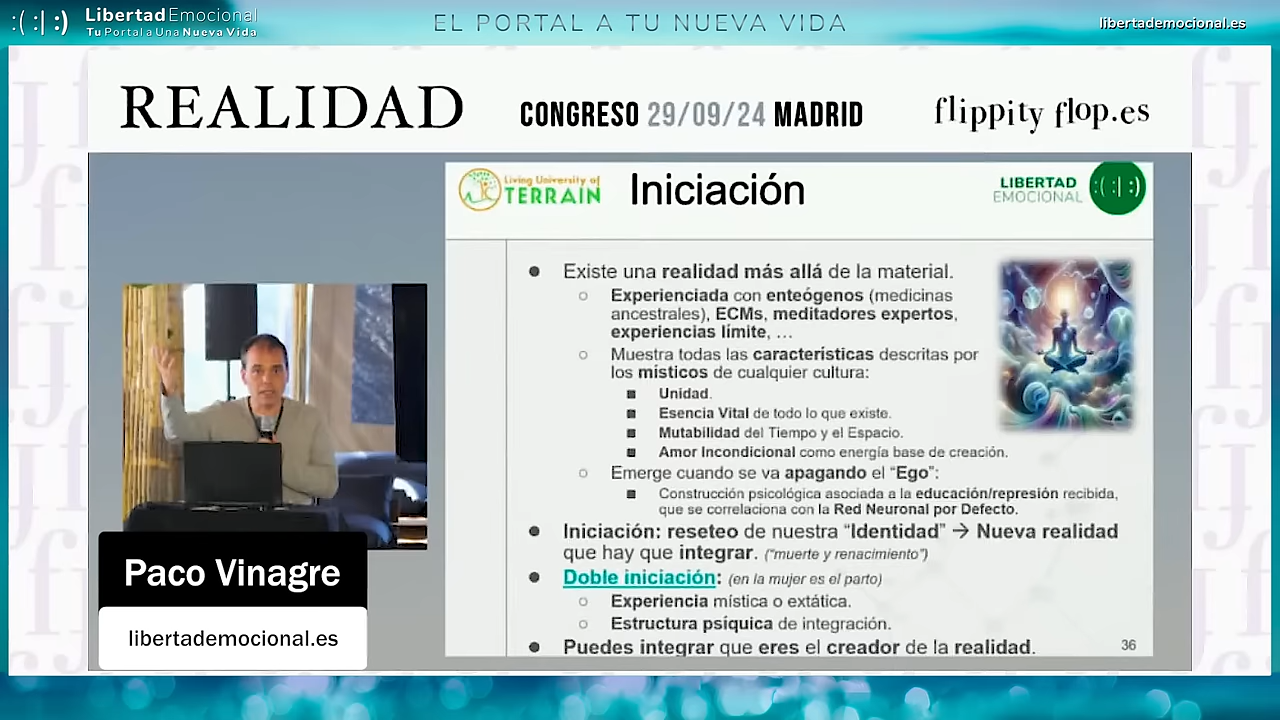 :(|:) LibertadEmocional
Tu Portal a Una Nueva Vida
EL PORTAL A TU NUEVA VIDA
libertademocional.es
REALIDAD
CONGRESO 29/09/24 MADRID
flippity flop.es
Living University of
TERRAIN
Iniciación
LIBERTAD
EMOCIONAL
:(|:)
● Existe una realidad más allá de la material.
○ Experienciada con enteógenos (medicinas
ancestrales), ECMs, meditadores expertos,
experiencias límite, …
○ Muestra todas las características descritas por
los místicos de cualquier cultura:
■ Unidad.
■ Esencia Vital de todo lo que existe.
■ Mutabilidad del Tiempo y el Espacio.
■ Amor Incondicional como energía base de creación.
○ Emerge cuando se va apagando el “Ego”:
■ Construcción psicológica asociada a la educación/represión recibida,
que se correlaciona con la Red Neuronal por Defecto.
● Iniciación: reseteo de nuestra “Identidad” → Nueva realidad
que hay que integrar. (“muerte y renacimiento”)
● Doble iniciación: (en la mujer es el parto)
○ Experiencia mística o extática.
○ Estructura psíquica de integración.
● Puedes integrar que eres el creador de la realidad.
36
Paco Vinagre
libertademocional.es